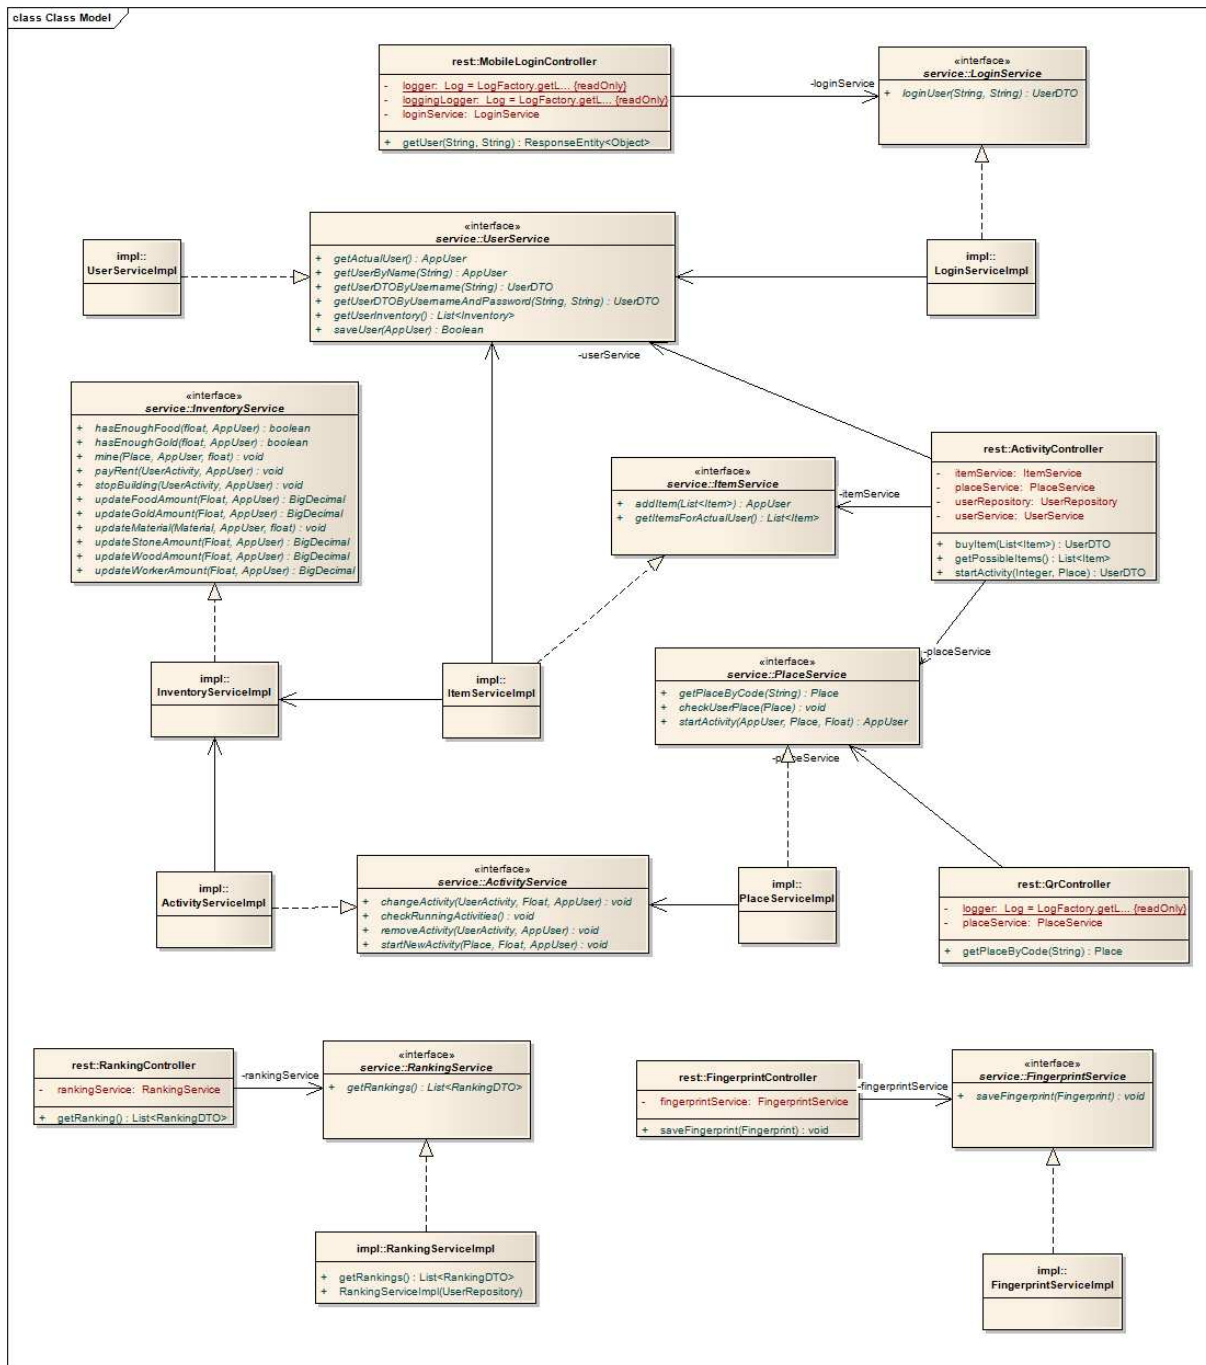 class Class Model
rest::MobileLoginController
- logger: Log = LogFactory.getL... {readOnly}
- loggingLogger: Log = LogFactory.getL... {readOnly}
- loginService: LoginService
+ getUser(String, String) : ResponseEntity<Object>
-loginService
«interface»
service::LoginService
+ loginUser(String, String) : UserDTO
impl::
UserServiceImpl
«interface»
service::UserService
+ getActualUser() : AppUser
+ getUserByName(String) : AppUser
+ getUserDTOByUsername(String) : UserDTO
+ getUserDTOByUsernameAndPassword(String, String) : UserDTO
+ getUserInventory() : List<Inventory>
+ saveUser(AppUser) : Boolean
impl::
LoginServiceImpl
-userService
«interface»
service::InventoryService
+ hasEnoughFood(float, AppUser) : boolean
+ hasEnoughGold(float, AppUser) : boolean
+ mine(Place, AppUser, float) : void
+ payRent(UserActivity, AppUser) : void
+ stopBuilding(UserActivity, AppUser) : void
+ updateFoodAmount(Float, AppUser) : BigDecimal
+ updateGoldAmount(Float, AppUser) : BigDecimal
+ updateMaterial(Material, AppUser, float) : void
+ updateStoneAmount(Float, AppUser) : BigDecimal
+ updateWoodAmount(Float, AppUser) : BigDecimal
+ updateWorkerAmount(Float, AppUser) : BigDecimal
«interface»
service::ItemService
+ addItem(List<Item>) : AppUser
+ getItemsForActualUser() : List<Item>
-itemService
rest::ActivityController
- itemService: ItemService
- placeService: PlaceService
- userRepository: UserRepository
- userService: UserService
+ buyItem(List<Item>) : UserDTO
+ getPossibleItems() : List<Item>
+ startActivity(Integer, Place) : UserDTO
-placeService
impl::
InventoryServiceImpl
impl::
ItemServiceImpl
«interface»
service::PlaceService
+ getPlaceByCode(String) : Place
+ checkUserPlace(Place) : void
+ startActivity(AppUser, Place, Float) : AppUser
-placeService
impl::
ActivityServiceImpl
«interface»
service::ActivityService
+ changeActivity(UserActivity, Float, AppUser) : void
+ checkRunningActivities() : void
+ removeActivity(UserActivity, AppUser) : void
+ startNewActivity(Place, Float, AppUser) : void
impl::
PlaceServiceImpl
rest::QrController
- logger: Log = LogFactory.getL... {readOnly}
- placeService: PlaceService
+ getPlaceByCode(String) : Place
rest::RankingController
- rankingService: RankingService
+ getRanking() : List<RankingDTO>
-rankingService
«interface»
service::RankingService
+ getRankings() : List<RankingDTO>
rest::FingerprintController
- fingerprintService: FingerprintService
+ saveFingerprint(Fingerprint) : void
-fingerprintService
«interface»
service::FingerprintService
+ saveFingerprint(Fingerprint) : void
impl::RankingServiceImpl
+ getRankings() : List<RankingDTO>
+ RankingServiceImpl(UserRepository)
impl::
FingerprintServiceImpl